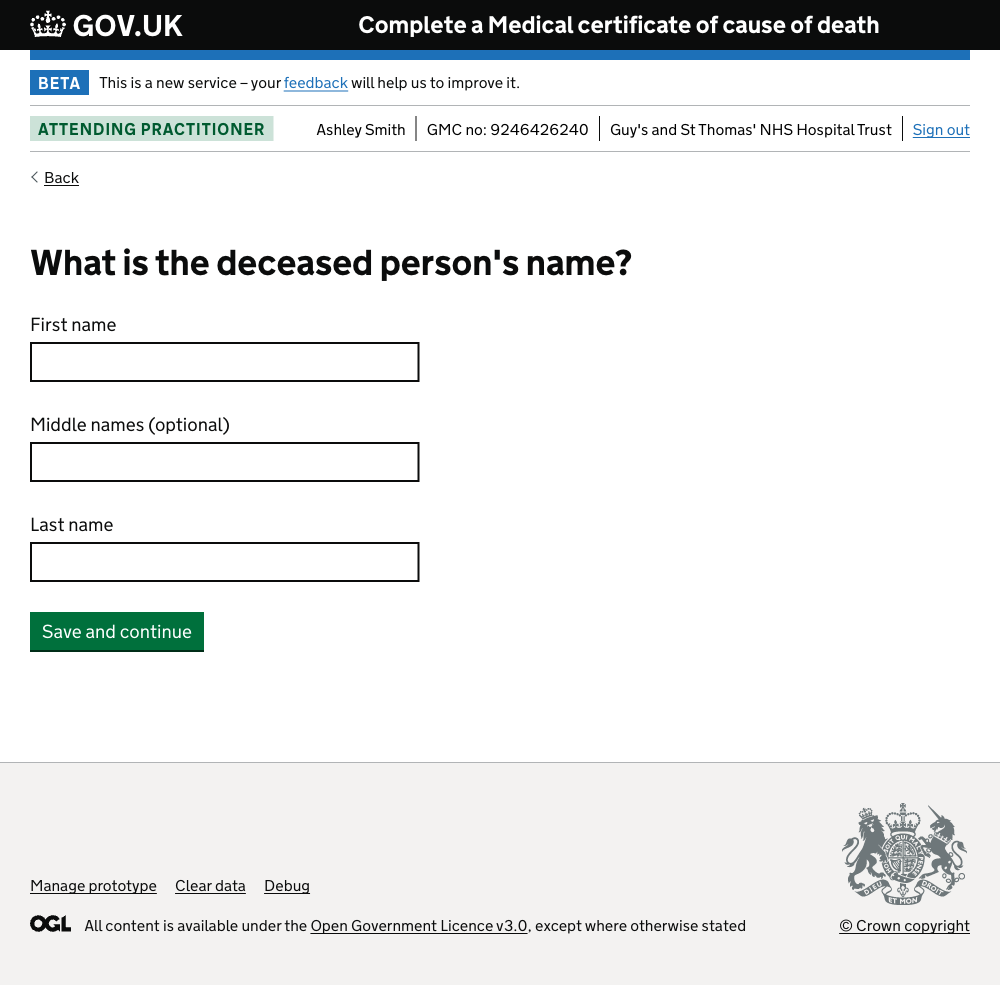 GOV.UK
Complete a Medical certificate of cause of death
BETA This is a new service – your feedback will help us to improve it.
ATTENDING PRACTITIONER Ashley Smith GMC no: 9246426240 Guy's and St Thomas' NHS Hospital Trust Sign out
Back
What is the deceased person's name?
First name
Middle names (optional)
Last name
Save and continue
Manage prototype Clear data Debug
OGL All content is available under the Open Government Licence v3.0, except where otherwise stated
DIEU ET MON DROIT
© Crown copyright